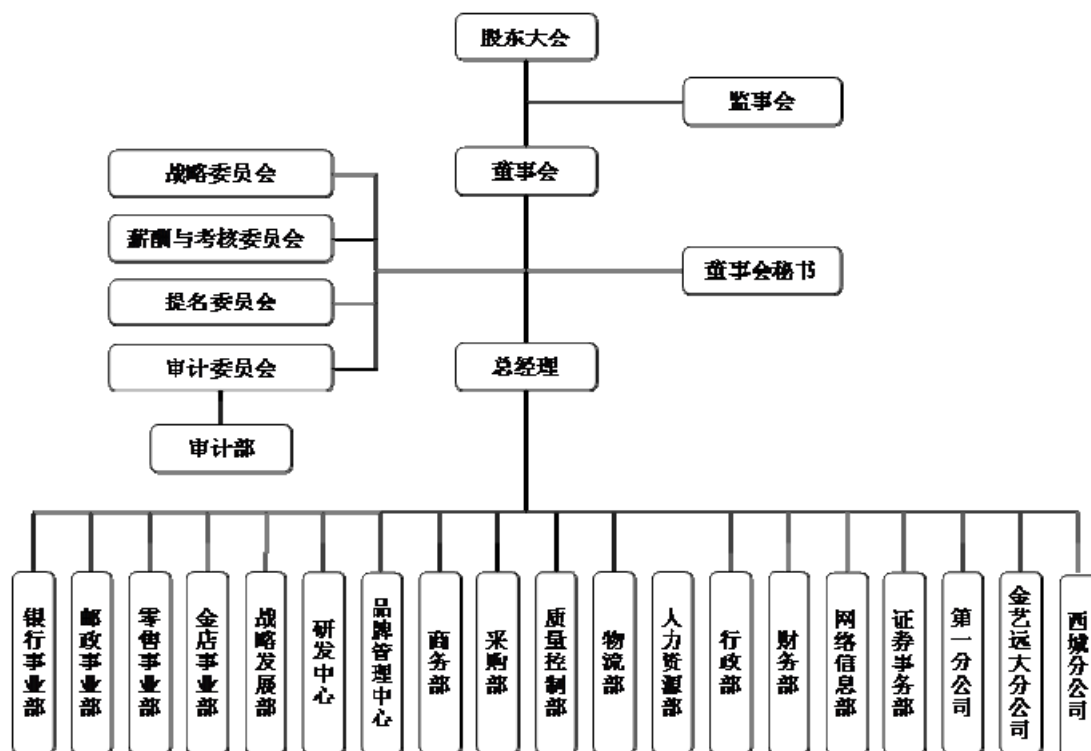 股东大会
监事会
董事会
战略委员会
薪酬与考核委员会
董事会秘书
提名委员会
总经理
审计委员会
审计部
银行事业部
邮政事业部
零售事业部
金店事业部
战略发展部
研发中心
品牌管理中心
商务部
采购部
质量控制部
物流部
人力资源部
行政部
财务部
网络信息部
证券事务部
第一分公司
金艺远大分公司
西城分公司